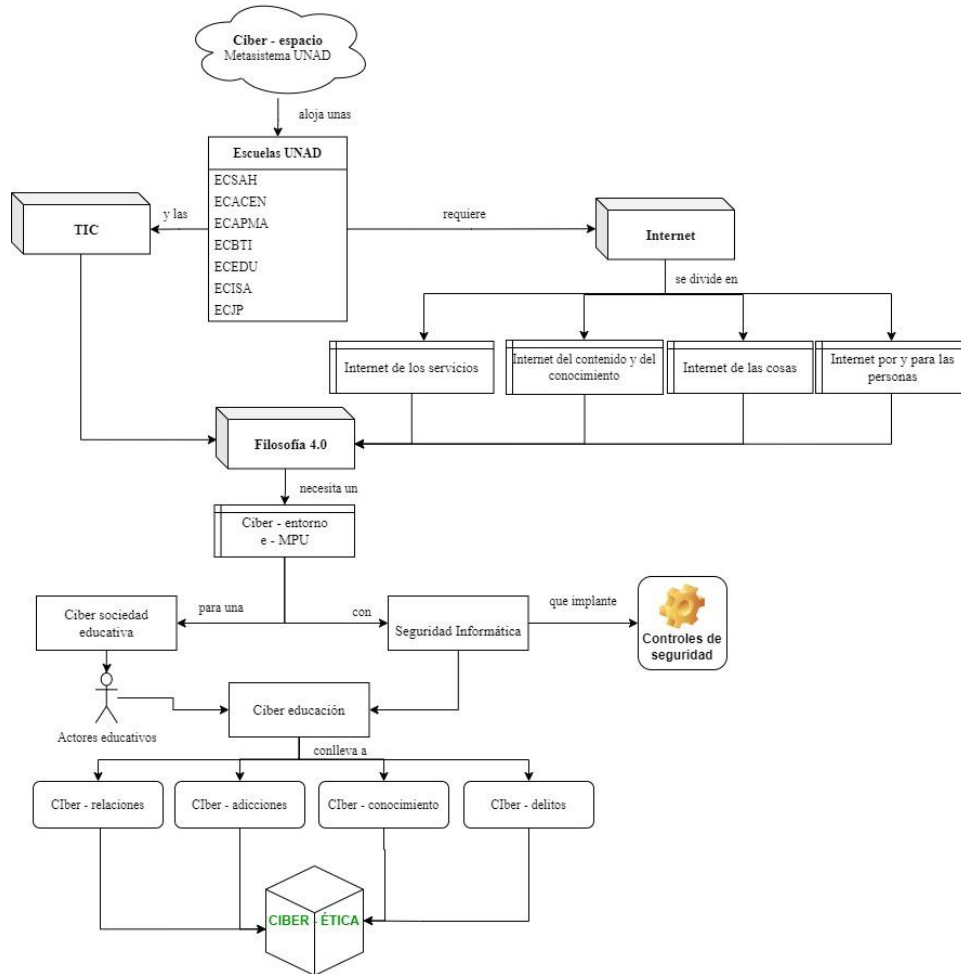 Ciber - espacio
Metasistema UNAD
aloja unas
Escuelas UNAD
ECSAH
ECACEN
ECAPMA
ECBTI
ECEDU
ECISA
ECJP
y las
TIC
requiere
Internet
se divide en
Internet de los servicios
Internet del contenido y del
conocimiento
Internet de las cosas
Internet por y para las
personas
Filosofía 4.0
necesita un
Ciber - entorno
e - MPU
para una
con
Ciber sociedad
educativa
Seguridad Informática
que implante
Controles de
seguridad
Actores educativos
Ciber educación
conlleva a
CIber - relaciones
CIber - adicciones
CIber - conocimiento
CIber - delitos
CIBER - ÉTICA